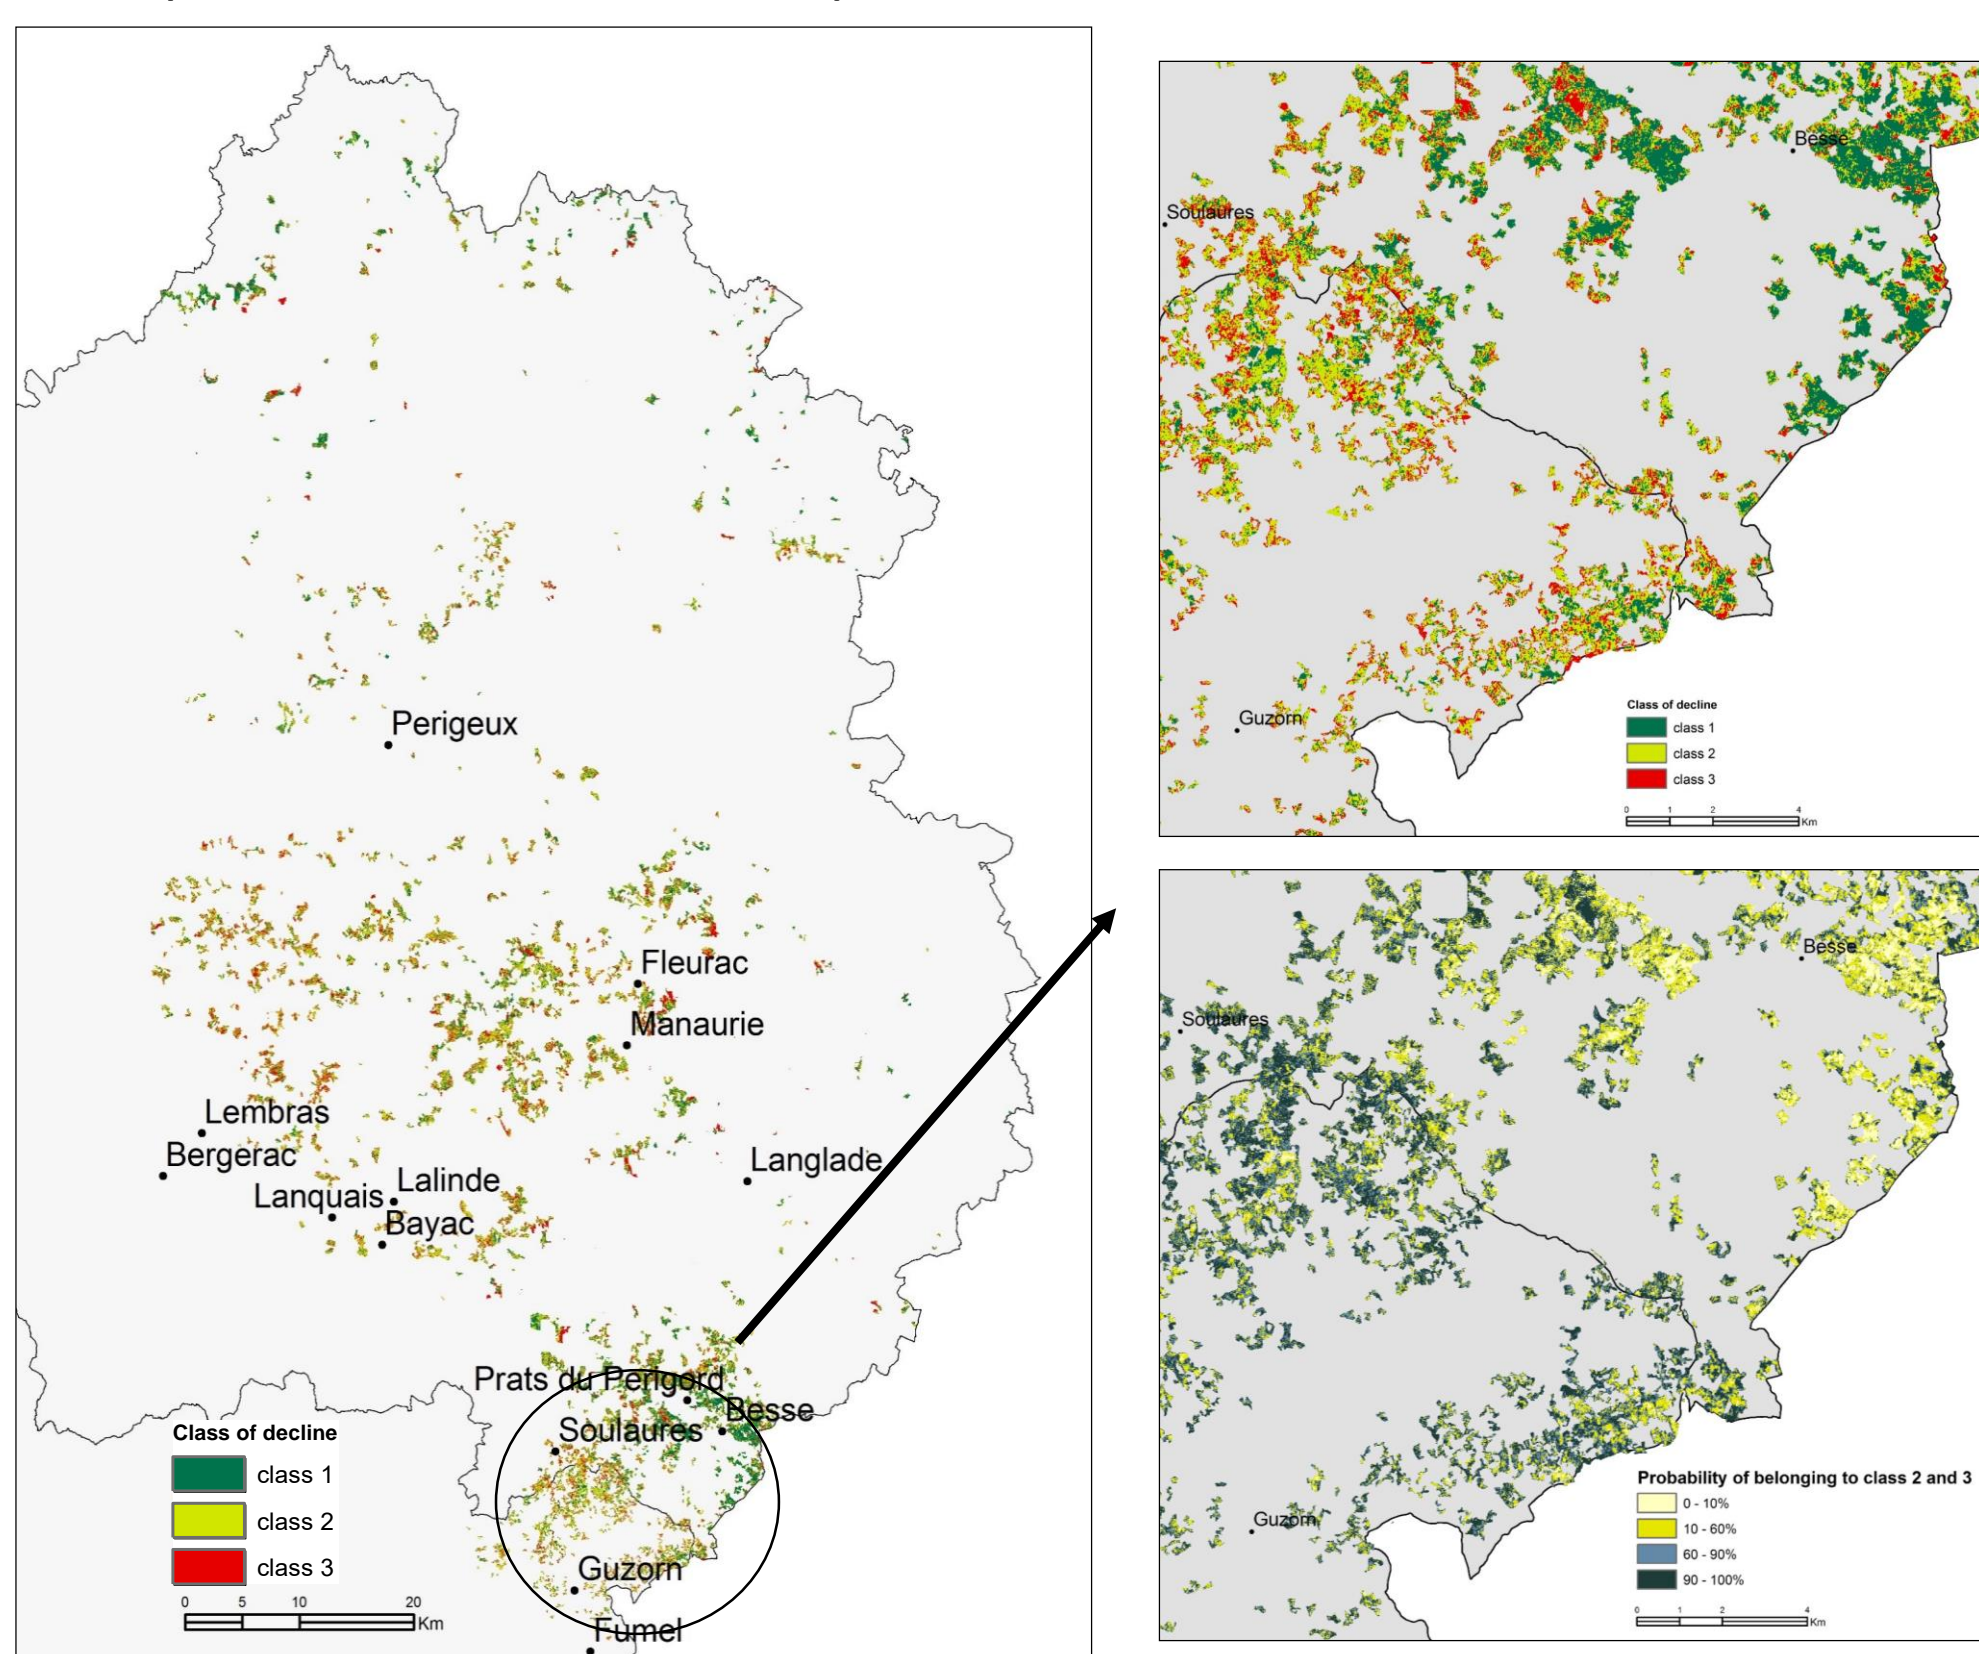 Perigeux
Fleurac
Manaurie
Lembras
Bergerac
Langlade
Lalinde
Lanquais
Bayac
Prats du Perigord
Besse
Soulaures
Guzorn
Fumel
Class of decline
class 1
class 2
class 3
0 5 10 20
Km
Besse
Soulaures
Guzorn
Class of decline
class 1
class 2
class 3
0 1 2 4
Km
Besse
Soulaures
Guzorn
Probability of belonging to class 2 and 3
0 - 10%
10 - 60%
60 - 90%
90 - 100%
0 1 2 4
Km